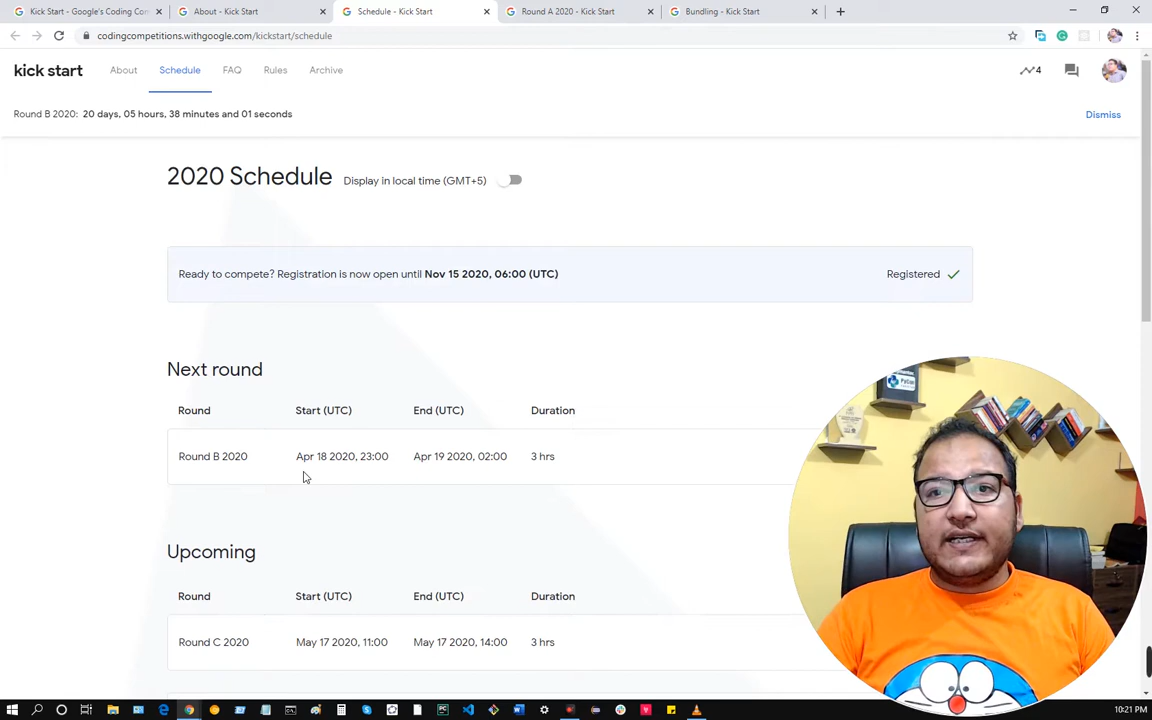 Kick Start - Google's Coding Com
About - Kick Start
Schedule - Kick Start
Round A 2020 - Kick Start
Bundling - Kick Start
codingcompetitions.withgoogle.com/kickstart/schedule
kick start
About
Schedule
FAQ
Rules
Archive
4
Round B 2020: 20 days, 05 hours, 38 minutes and 01 seconds
Dismiss
2020 Schedule
Display in local time (GMT+5)
Ready to compete? Registration is now open until Nov 15 2020, 06:00 (UTC)
Registered
Next round
Round Start (UTC) End (UTC) Duration
Round B 2020 Apr 18 2020, 23:00 Apr 19 2020, 02:00 3 hrs
Upcoming
Round Start (UTC) End (UTC) Duration
Round C 2020 May 17 2020, 11:00 May 17 2020, 14:00 3 hrs
10:21 PM